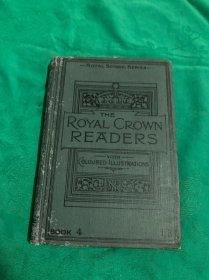 ROYAL SCHOOL SERIES
THE
ROYAL CROWN
READERS
WITH
COLOURED ILLUSTRATIONS
BOOK 4